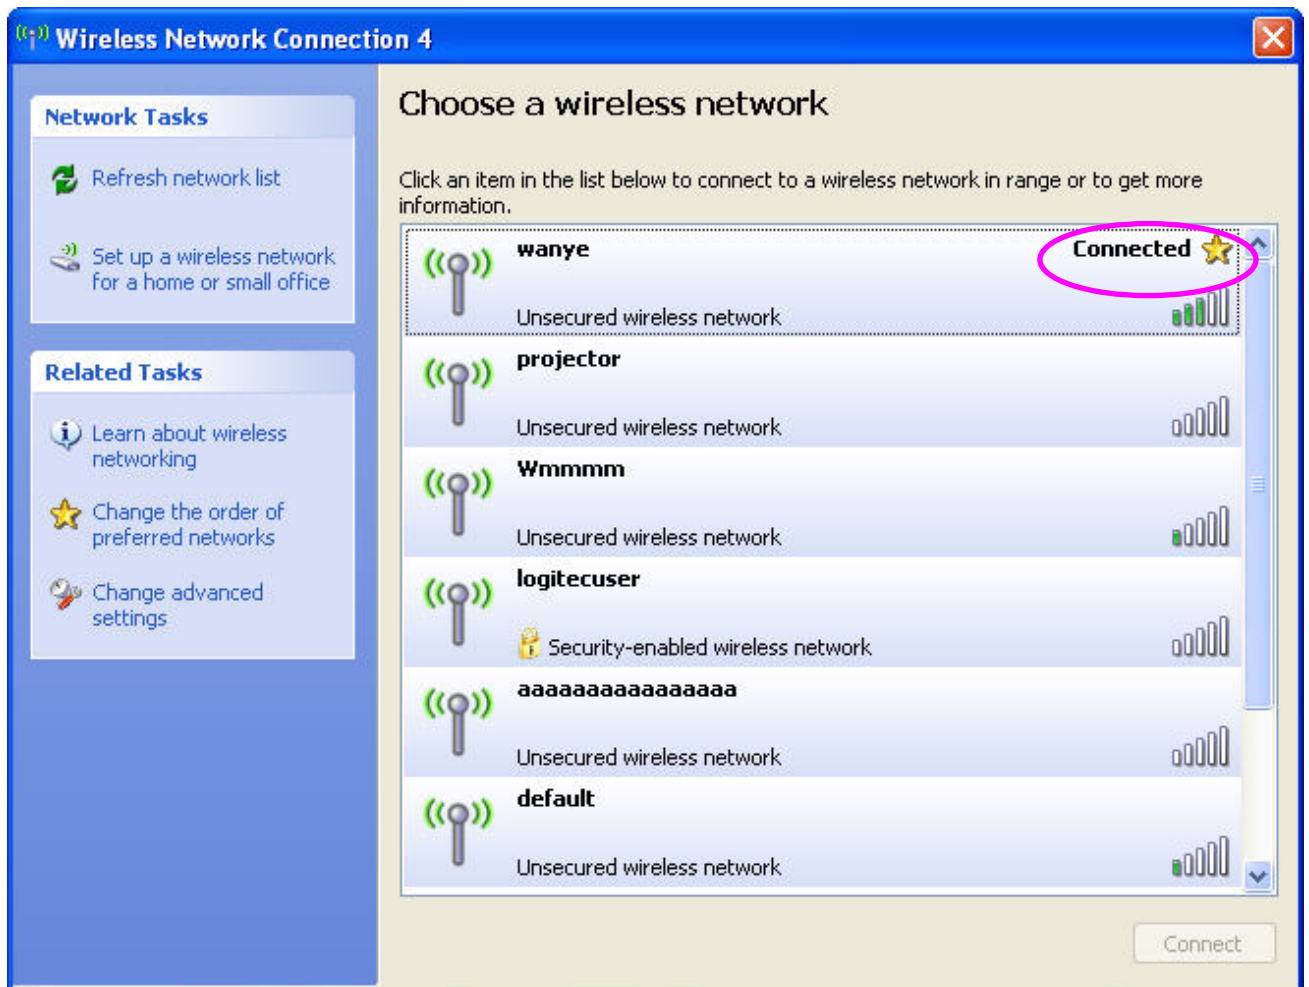 Wireless Network Connection 4
Network Tasks
Refresh network list
Set up a wireless network
for a home or small office
Related Tasks
Learn about wireless
networking
Change the order of
preferred networks
Change advanced
settings
Choose a wireless network
Click an item in the list below to connect to a wireless network in range or to get more
information.
wanye Connected
Unsecured wireless network
projector
Unsecured wireless network
Wmmmm
Unsecured wireless network
logitecuser
Security-enabled wireless network
aaaaaaaaaaaaaaaa
Unsecured wireless network
default
Unsecured wireless network
Connect